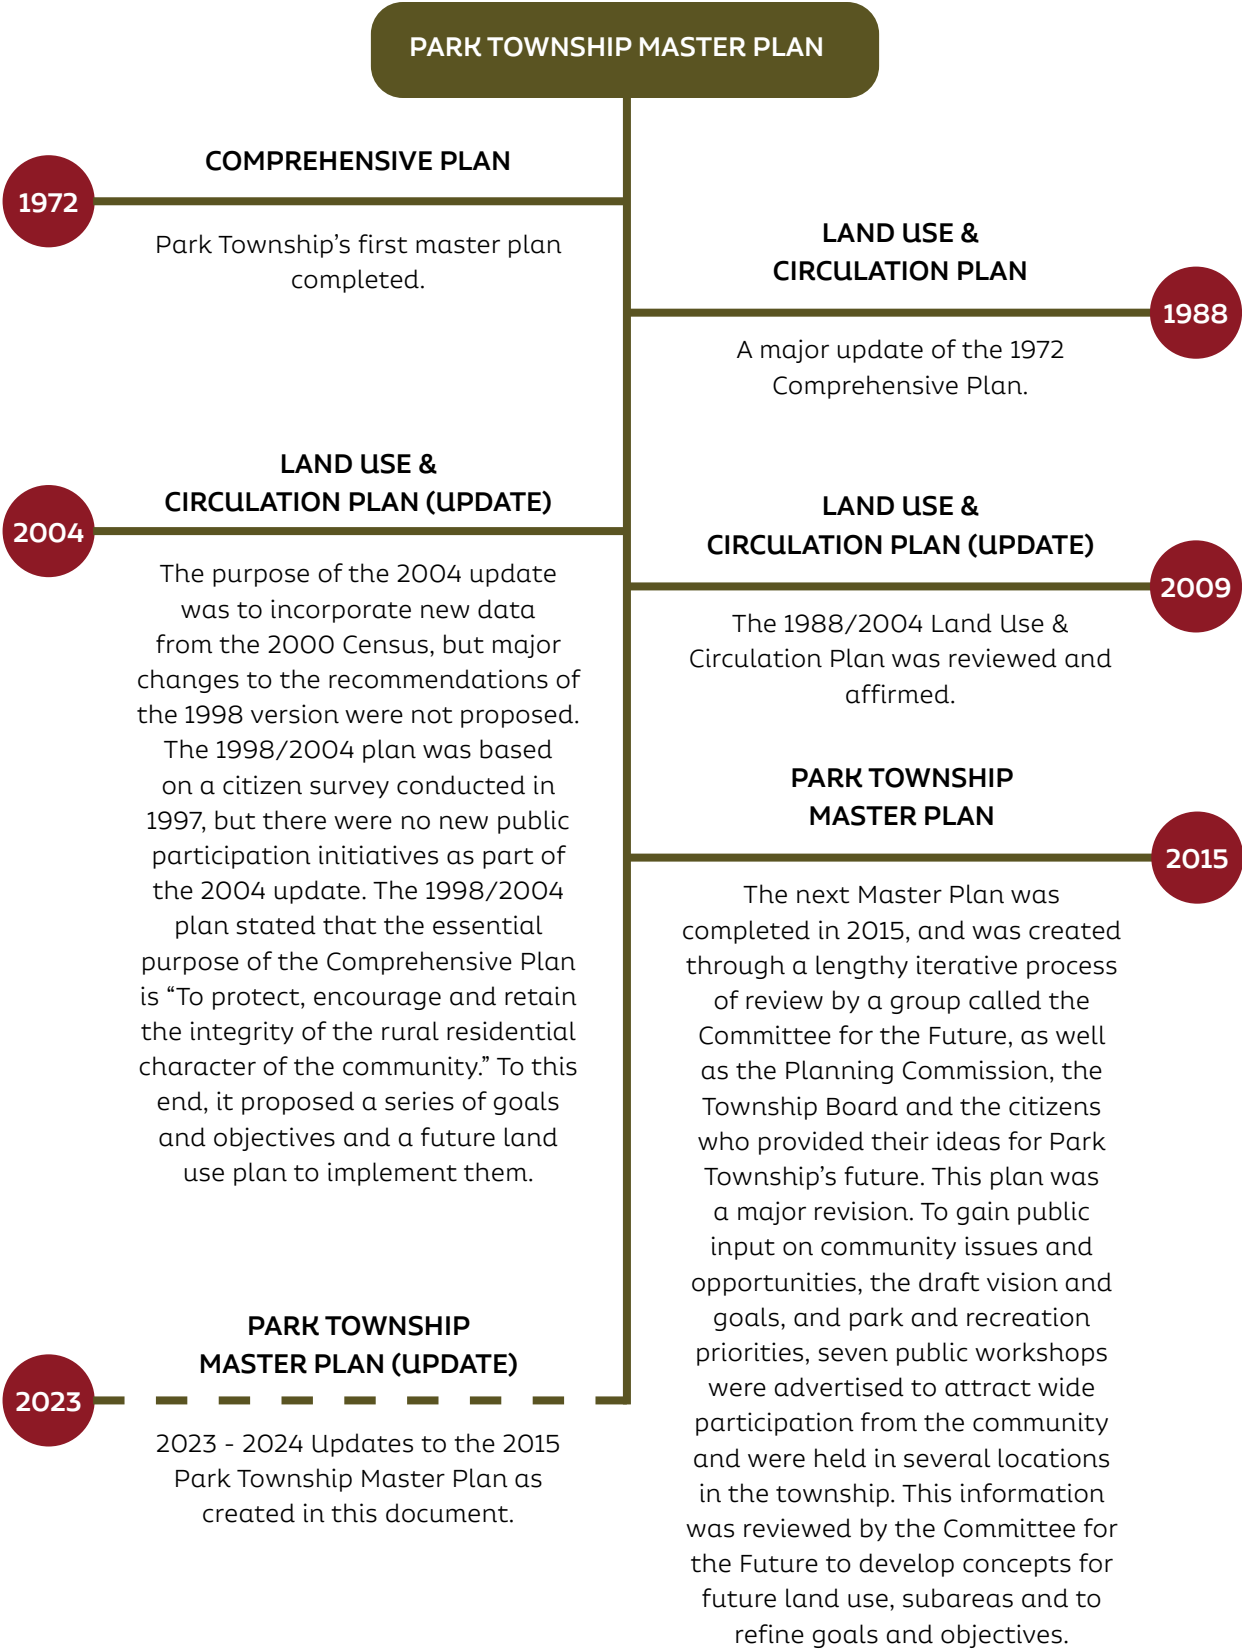 PARK TOWNSHIP MASTER PLAN
1972
COMPREHENSIVE PLAN
Park Township’s first master plan
completed.
LAND USE &
CIRCULATION PLAN
1988
A major update of the 1972
Comprehensive Plan.
LAND USE &
CIRCULATION PLAN (UPDATE)
2004
The purpose of the 2004 update
was to incorporate new data
from the 2000 Census, but major
changes to the recommendations of
the 1998 version were not proposed.
The 1998/2004 plan was based
on a citizen survey conducted in
1997, but there were no new public
participation initiatives as part of
the 2004 update. The 1998/2004
plan stated that the essential
purpose of the Comprehensive Plan
is “To protect, encourage and retain
the integrity of the rural residential
character of the community.” To this
end, it proposed a series of goals
and objectives and a future land
use plan to implement them.
LAND USE &
CIRCULATION PLAN (UPDATE)
2009
The 1988/2004 Land Use &
Circulation Plan was reviewed and
affirmed.
PARK TOWNSHIP
MASTER PLAN
2015
The next Master Plan was
completed in 2015, and was created
through a lengthy iterative process
of review by a group called the
Committee for the Future, as well
as the Planning Commission, the
Township Board and the citizens
who provided their ideas for Park
Township’s future. This plan was
a major revision. To gain public
input on community issues and
opportunities, the draft vision and
goals, and park and recreation
priorities, seven public workshops
were advertised to attract wide
participation from the community
and were held in several locations
in the township. This information
was reviewed by the Committee for
the Future to develop concepts for
future land use, subareas and to
refine goals and objectives.
PARK TOWNSHIP
MASTER PLAN (UPDATE)
2023
2023 - 2024 Updates to the 2015
Park Township Master Plan as
created in this document.